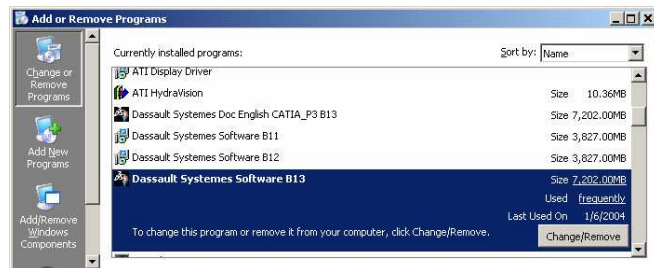 Add or Remove Programs
Change or
Remove
Programs
Add New
Programs
Add/Remove
Windows
Components
Currently installed programs:
Sort by: Name
ATI Display Driver
ATI HydraVision Size 10.36MB
Dassault Systemes Doc English CATIA_P3 B13 Size 7,202.00MB
Dassault Systemes Software B11 Size 3,827.00MB
Dassault Systemes Software B12 Size 3,827.00MB
Dassault Systemes Software B13 Size 7,202.00MB
Used frequently
Last Used On 1/6/2004
To change this program or remove it from your computer, click Change/Remove. Change/Remove